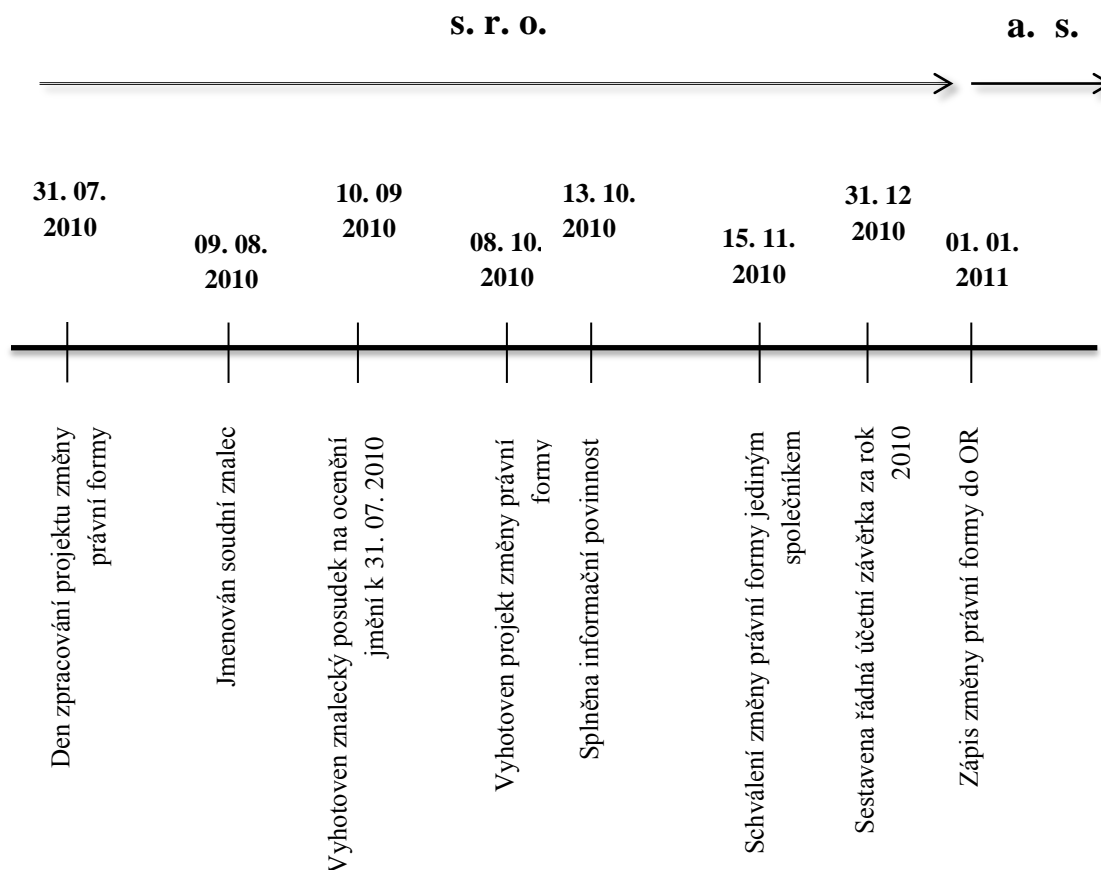 s. r. o.
a. s.
31. 07.
2010
09. 08.
2010
10. 09
2010
08. 10.
2010
13. 10.
2010
15. 11.
2010
31. 12
2010
01. 01.
2011
Den zpracování projektu změny
právní formy
Jmenován soudní znalec
Vyhotoven znalecký posudek na ocenění
jmění k 31. 07. 2010
Vyhotoven projekt změny právní
formy
Splněna informační povinnost
Schválení změny právní formy jediným
společníkem
Sestavena řádná účetní závěrka za rok
2010
Zápis změny právní formy do OR